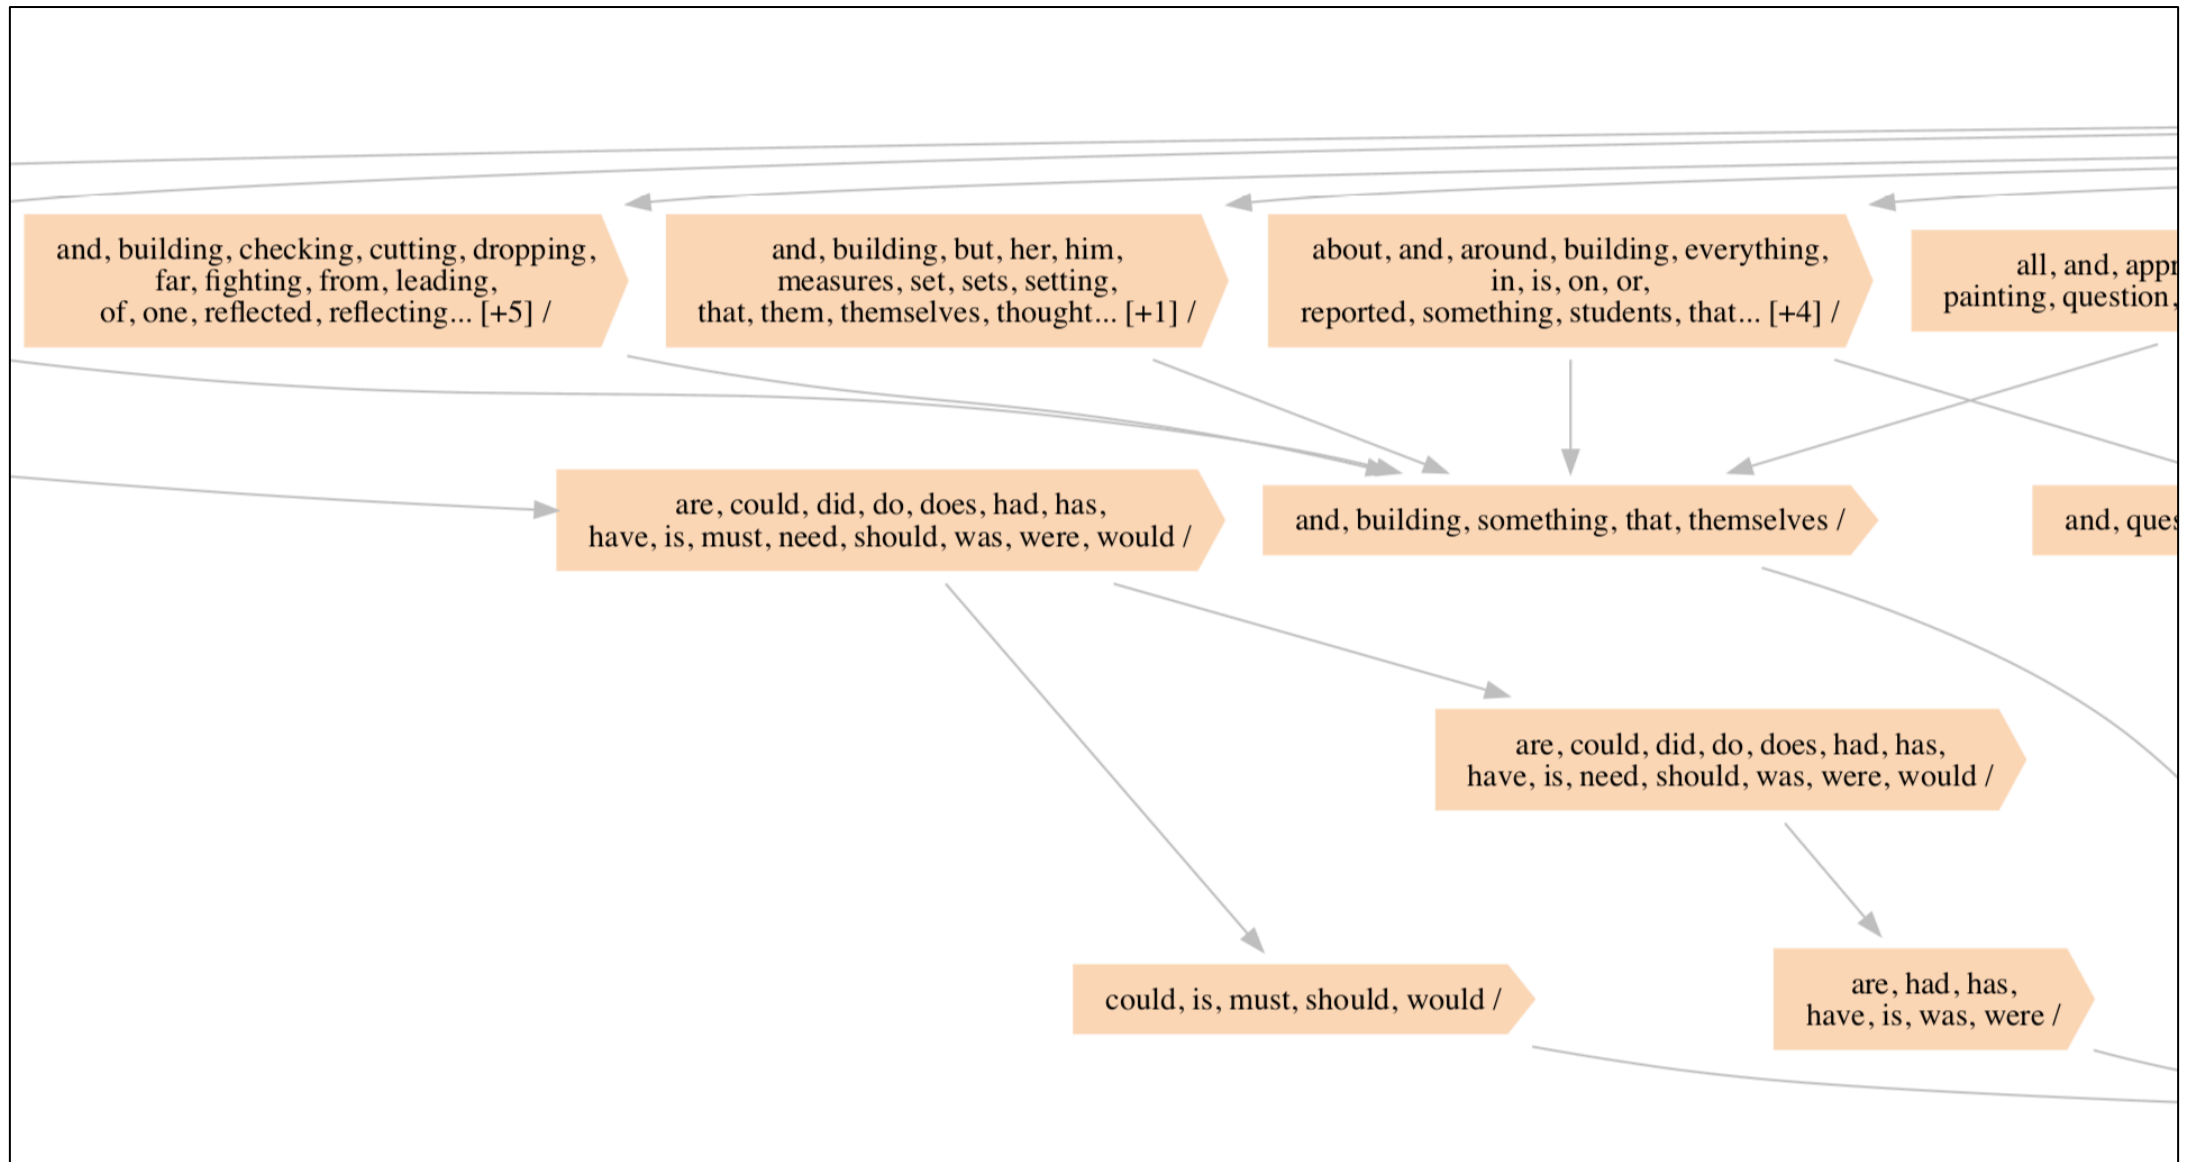 and, building, checking, cutting, dropping,
far, fighting, from, leading,
of, one, reflected, reflecting... [+5] /
and, building, but, her, him,
measures, set, sets, setting,
that, them, themselves, thought... [+1] /
about, and, around, building, everything,
in, is, on, or,
reported, something, students, that... [+4] /
all, and, appr
painting, question,
are, could, did, do, does, had, has,
have, is, must, need, should, was, were, would /
and, building, something, that, themselves /
and, ques
are, could, did, do, does, had, has,
have, is, need, should, was, were, would /
could, is, must, should, would /
are, had, has,
have, is, was, were /